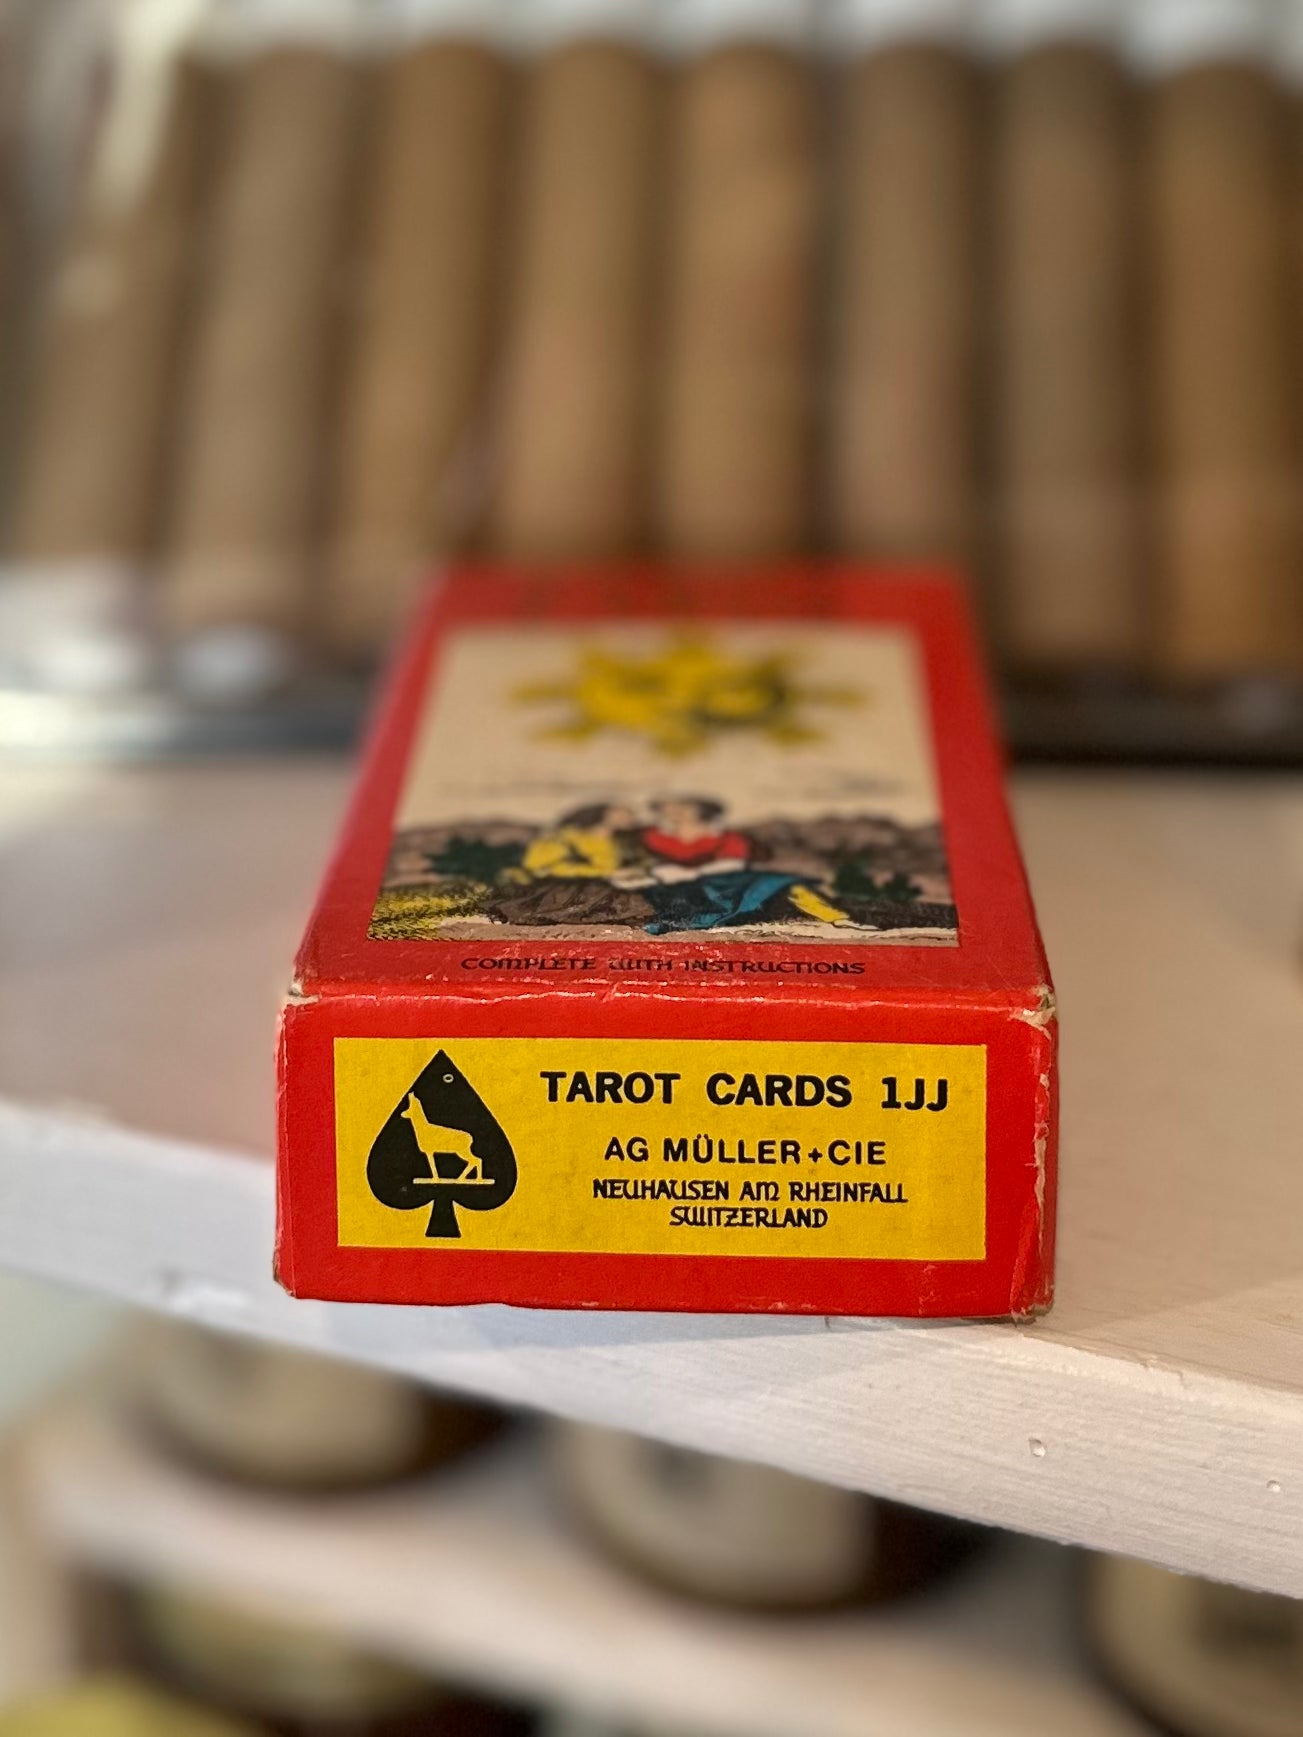 COMPLETE WITH INSTRUCTIONS
TAROT CARDS 1JJ
AG MÜLLER+CIE
NEUHAUSEN AM RHEINFALL
SWITZERLAND